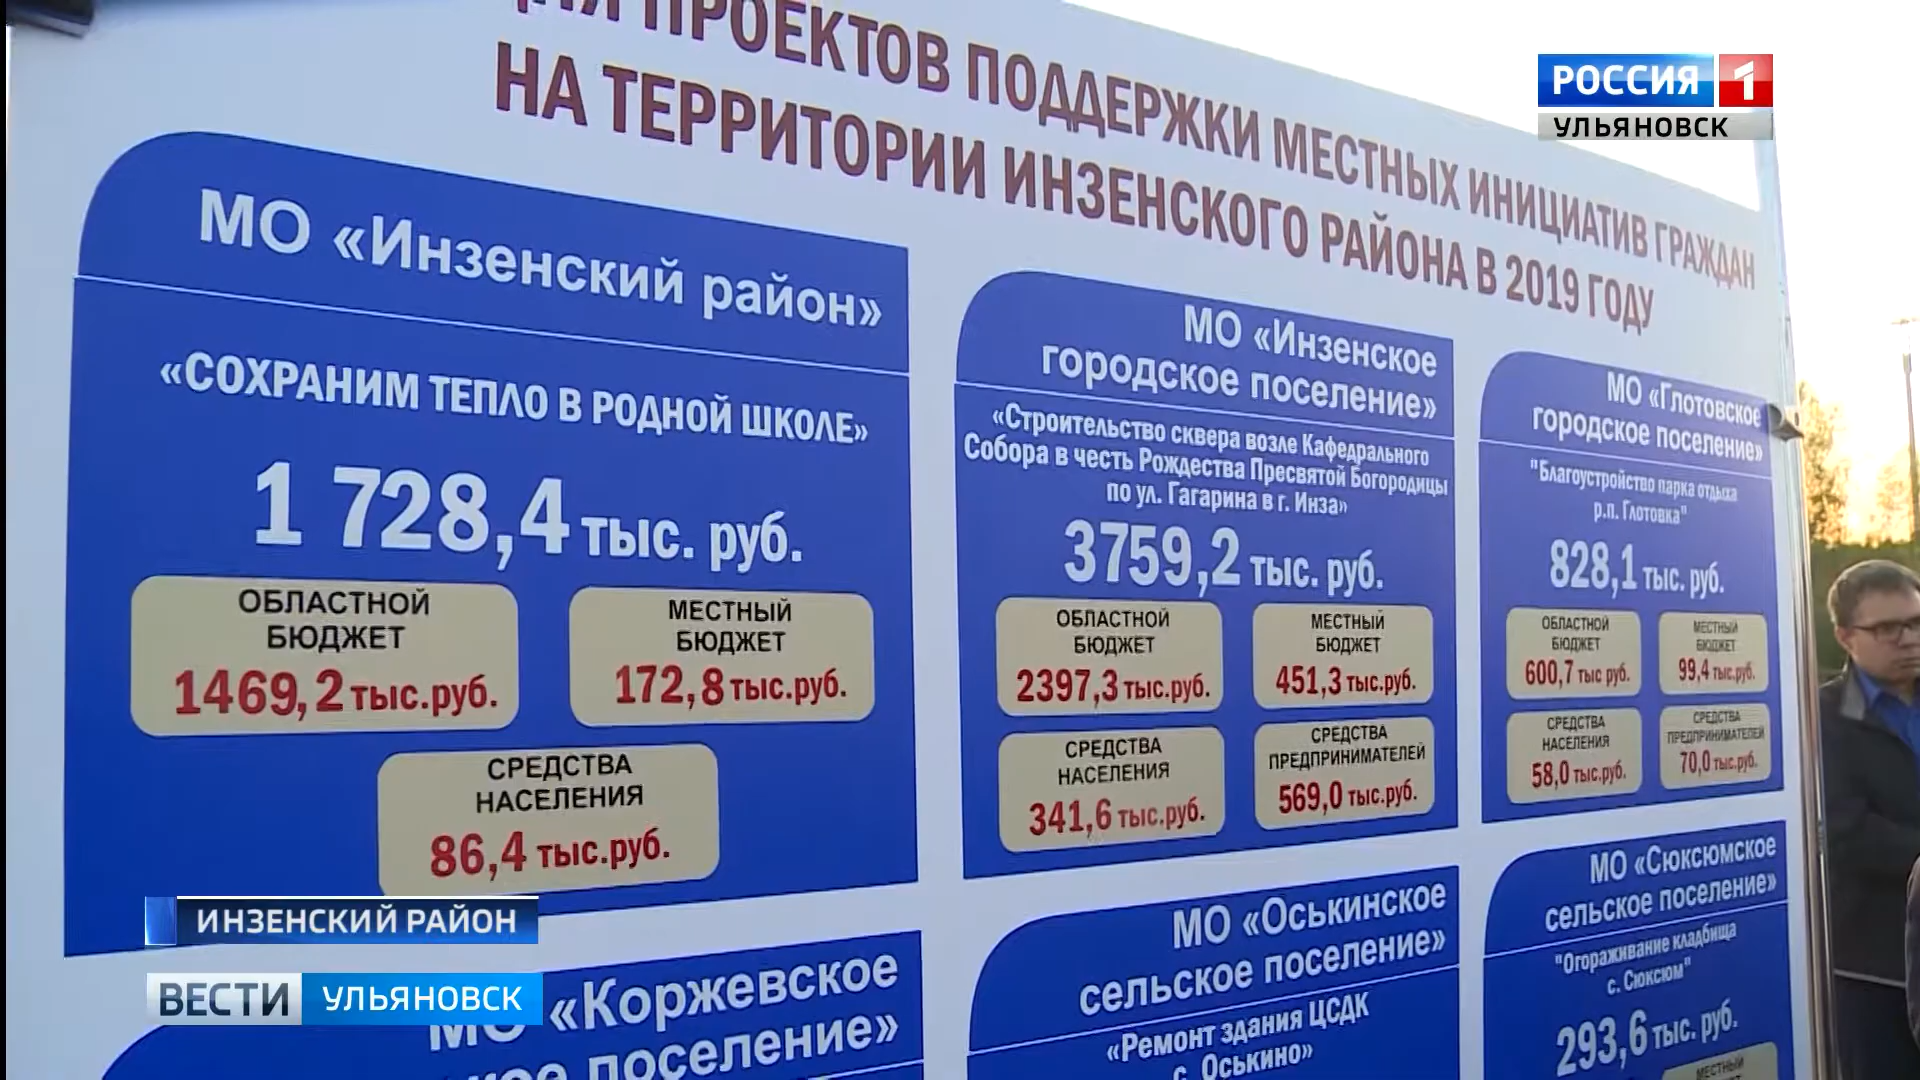 ПРОЕКТОВ ПОДДЕРЖКИ МЕСТНЫХ ИНИЦИАТИВ ГРАЖДАН
НА ТЕРРИТОРИИ ИНЗЕНСКОГО РАЙОНА В 2019 ГОДУ
РОССИЯ 1
УЛЬЯНОВСК
МО «Инзенский район»
«СОХРАНИМ ТЕПЛО В РОДНОЙ ШКОЛЕ»
1 728,4 тыс. руб.
ОБЛАСТНОЙ
БЮДЖЕТ
1469,2 тыс.руб.
МЕСТНЫЙ
БЮДЖЕТ
172,8 тыс.руб.
СРЕДСТВА
НАСЕЛЕНИЯ
86,4 тыс.руб.
МО «Инзенское
городское поселение»
«Строительство сквера возле Кафедрального
Собора в честь Рождества Пресвятой Богородицы
по ул. Гагарина в г. Инза»
3759,2 тыс. руб.
ОБЛАСТНОЙ
БЮДЖЕТ
2397,3 тыс.руб.
МЕСТНЫЙ
БЮДЖЕТ
451,3 тыс.руб.
СРЕДСТВА
НАСЕЛЕНИЯ
341,6 тыс.руб.
СРЕДСТВА
ПРЕДПРИНИМАТЕЛЕЙ
569,0 тыс.руб.
МО «Глотовское
городское поселение»
"Благоустройство парка отдыха
р.п. Глотовка"
828,1 тыс. руб.
ОБЛАСТНОЙ
БЮДЖЕТ
600,7 тыс руб.
МЕСТНЫЙ
БЮДЖЕТ
99,4 тыс.руб.
СРЕДСТВА
НАСЕЛЕНИЯ
58,0 тыс.руб.
СРЕДСТВА
ПРЕДПРИНИМАТЕЛЕЙ
70,0 тыс.руб.
МО «Коржевское
поселение»
МО «Оськинское
сельское поселение»
«Ремонт здания ЦСДК
с. Оськино»
МО «Сюксюмское
сельское поселение»
"Огораживание кладбища
с. Сюксюм"
293,6 тыс. руб.
МЕСТНЫЙ
ИНЗЕНСКИЙ РАЙОН
ВЕСТИ УЛЬЯНОВСК